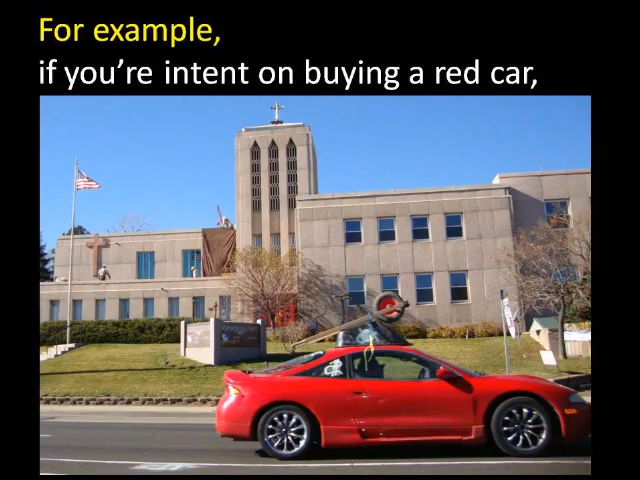 For example,
if you’re intent on buying a red car,